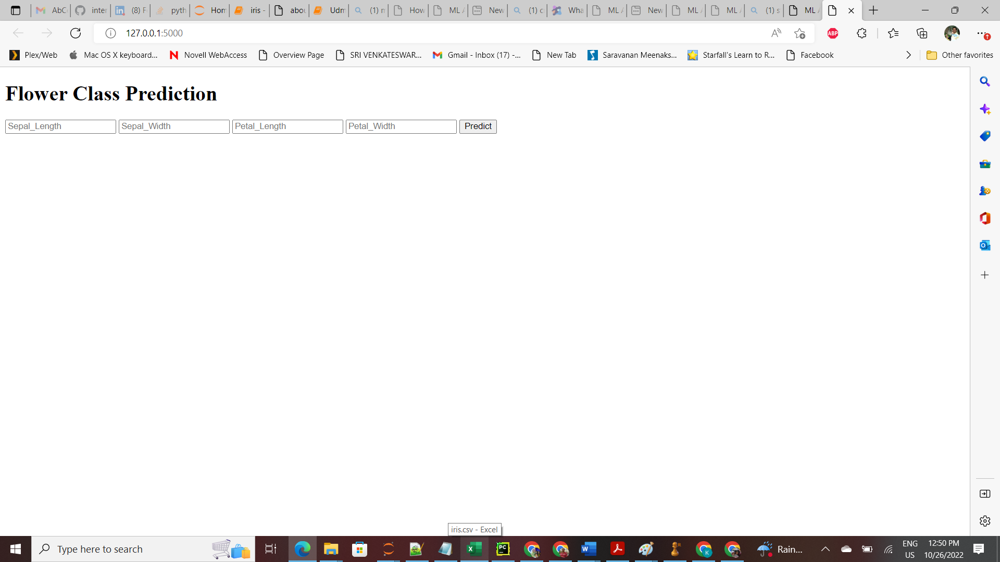 AbC
inter
(8) F
pyth
Hom
iris -
abou
Udm
(1) m
How
ML A
New
(1) c
Wha
ML A
New
ML A
ML A
(1) s
ML A
127.0.0.1:5000
ABP
Plex/Web
Mac OS X keyboard...
Novell WebAccess
Overview Page
SRI VENKATESWAR...
Gmail - Inbox (17) -...
New Tab
Saravanan Meenaks...
Starfall's Learn to R...
Facebook
Other favorites
Flower Class Prediction
Sepal_Length
Sepal_Width
Petal_Length
Petal_Width
Predict
iris.csv - Excel
Type here to search
Rain...
ENG
US
12:50 PM
10/26/2022